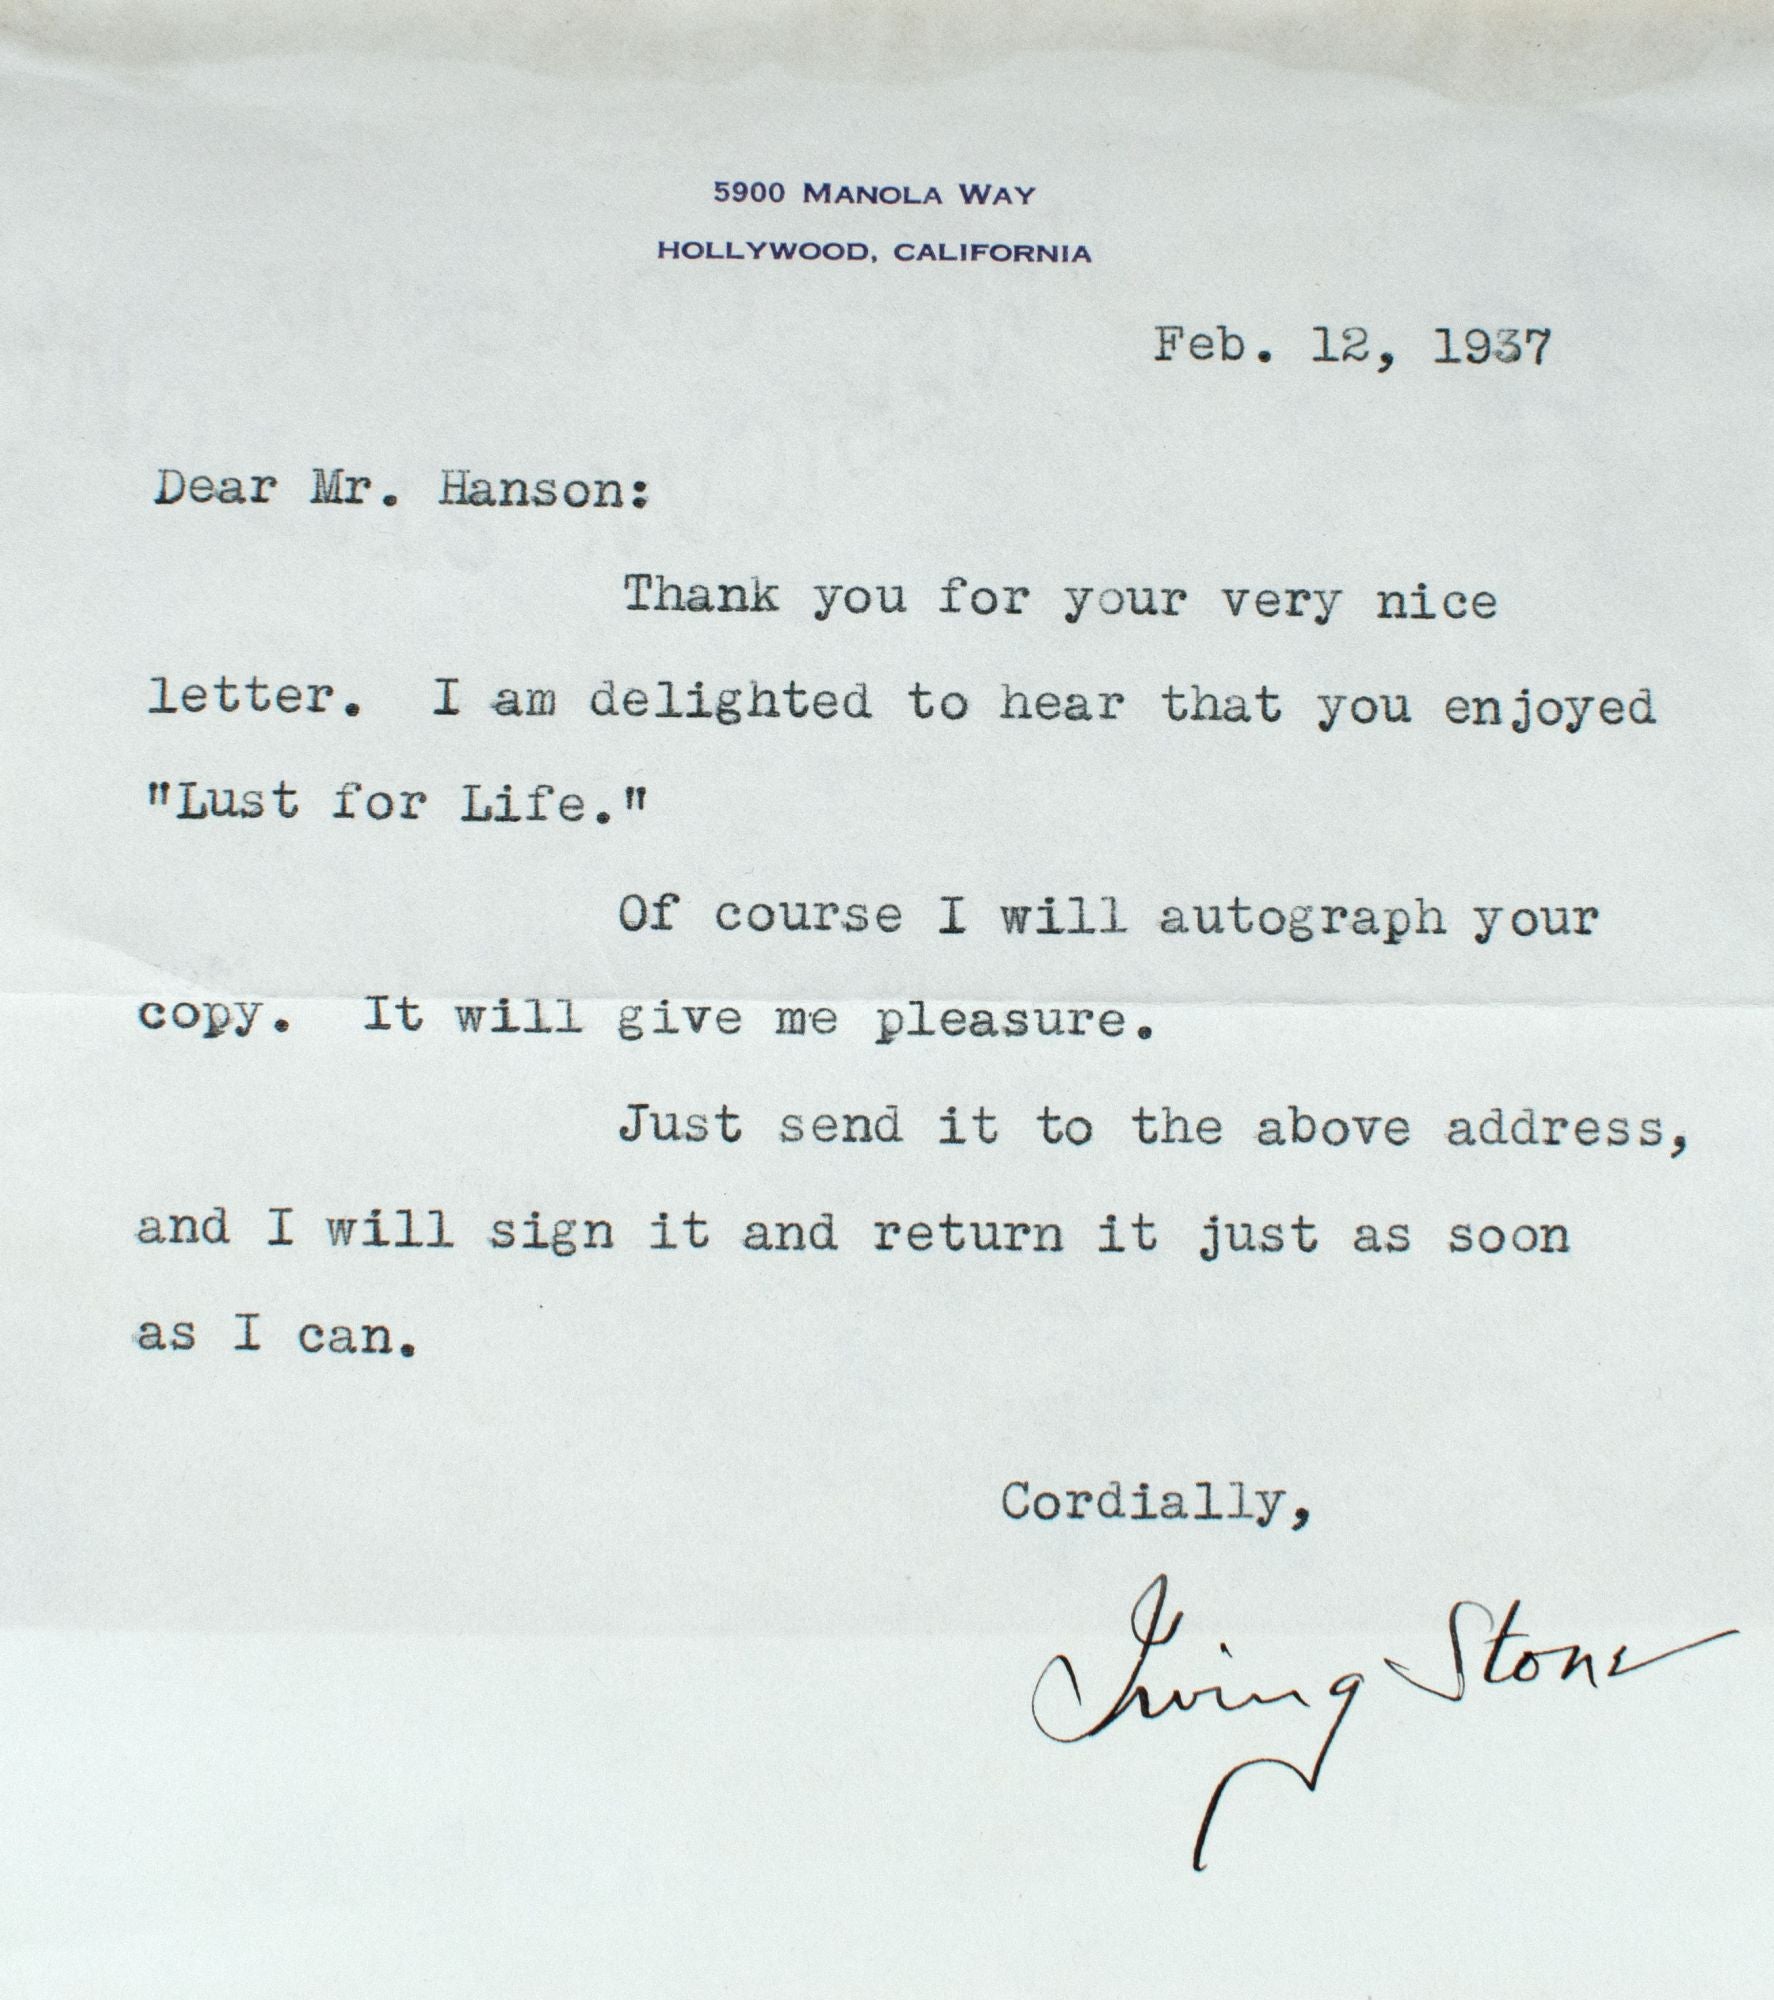 5900 MANOLA WAY
HOLLYWOOD, CALIFORNIA
Feb. 12, 1937
Dear Mr. Hanson:
Thank you for your very nice
letter. I am delighted to hear that you enjoyed
"Lust for Life."
Of course I will autograph your
copy. It will give me pleasure.
Just send it to the above address,
and I will sign it and return it just as soon
as I can.
Cordially,
Irving Stone